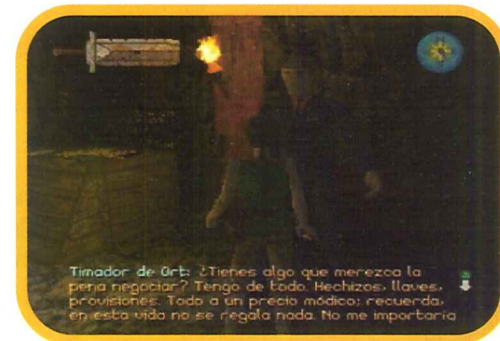 Timador de Ort: ¿Tienes algo que merezca la
pena negociar? Tengo de todo. Hechizos, llaves,
provisiones. Todo a un precio módico; recuerda,
en esta vida no se regala nada. No me importaría